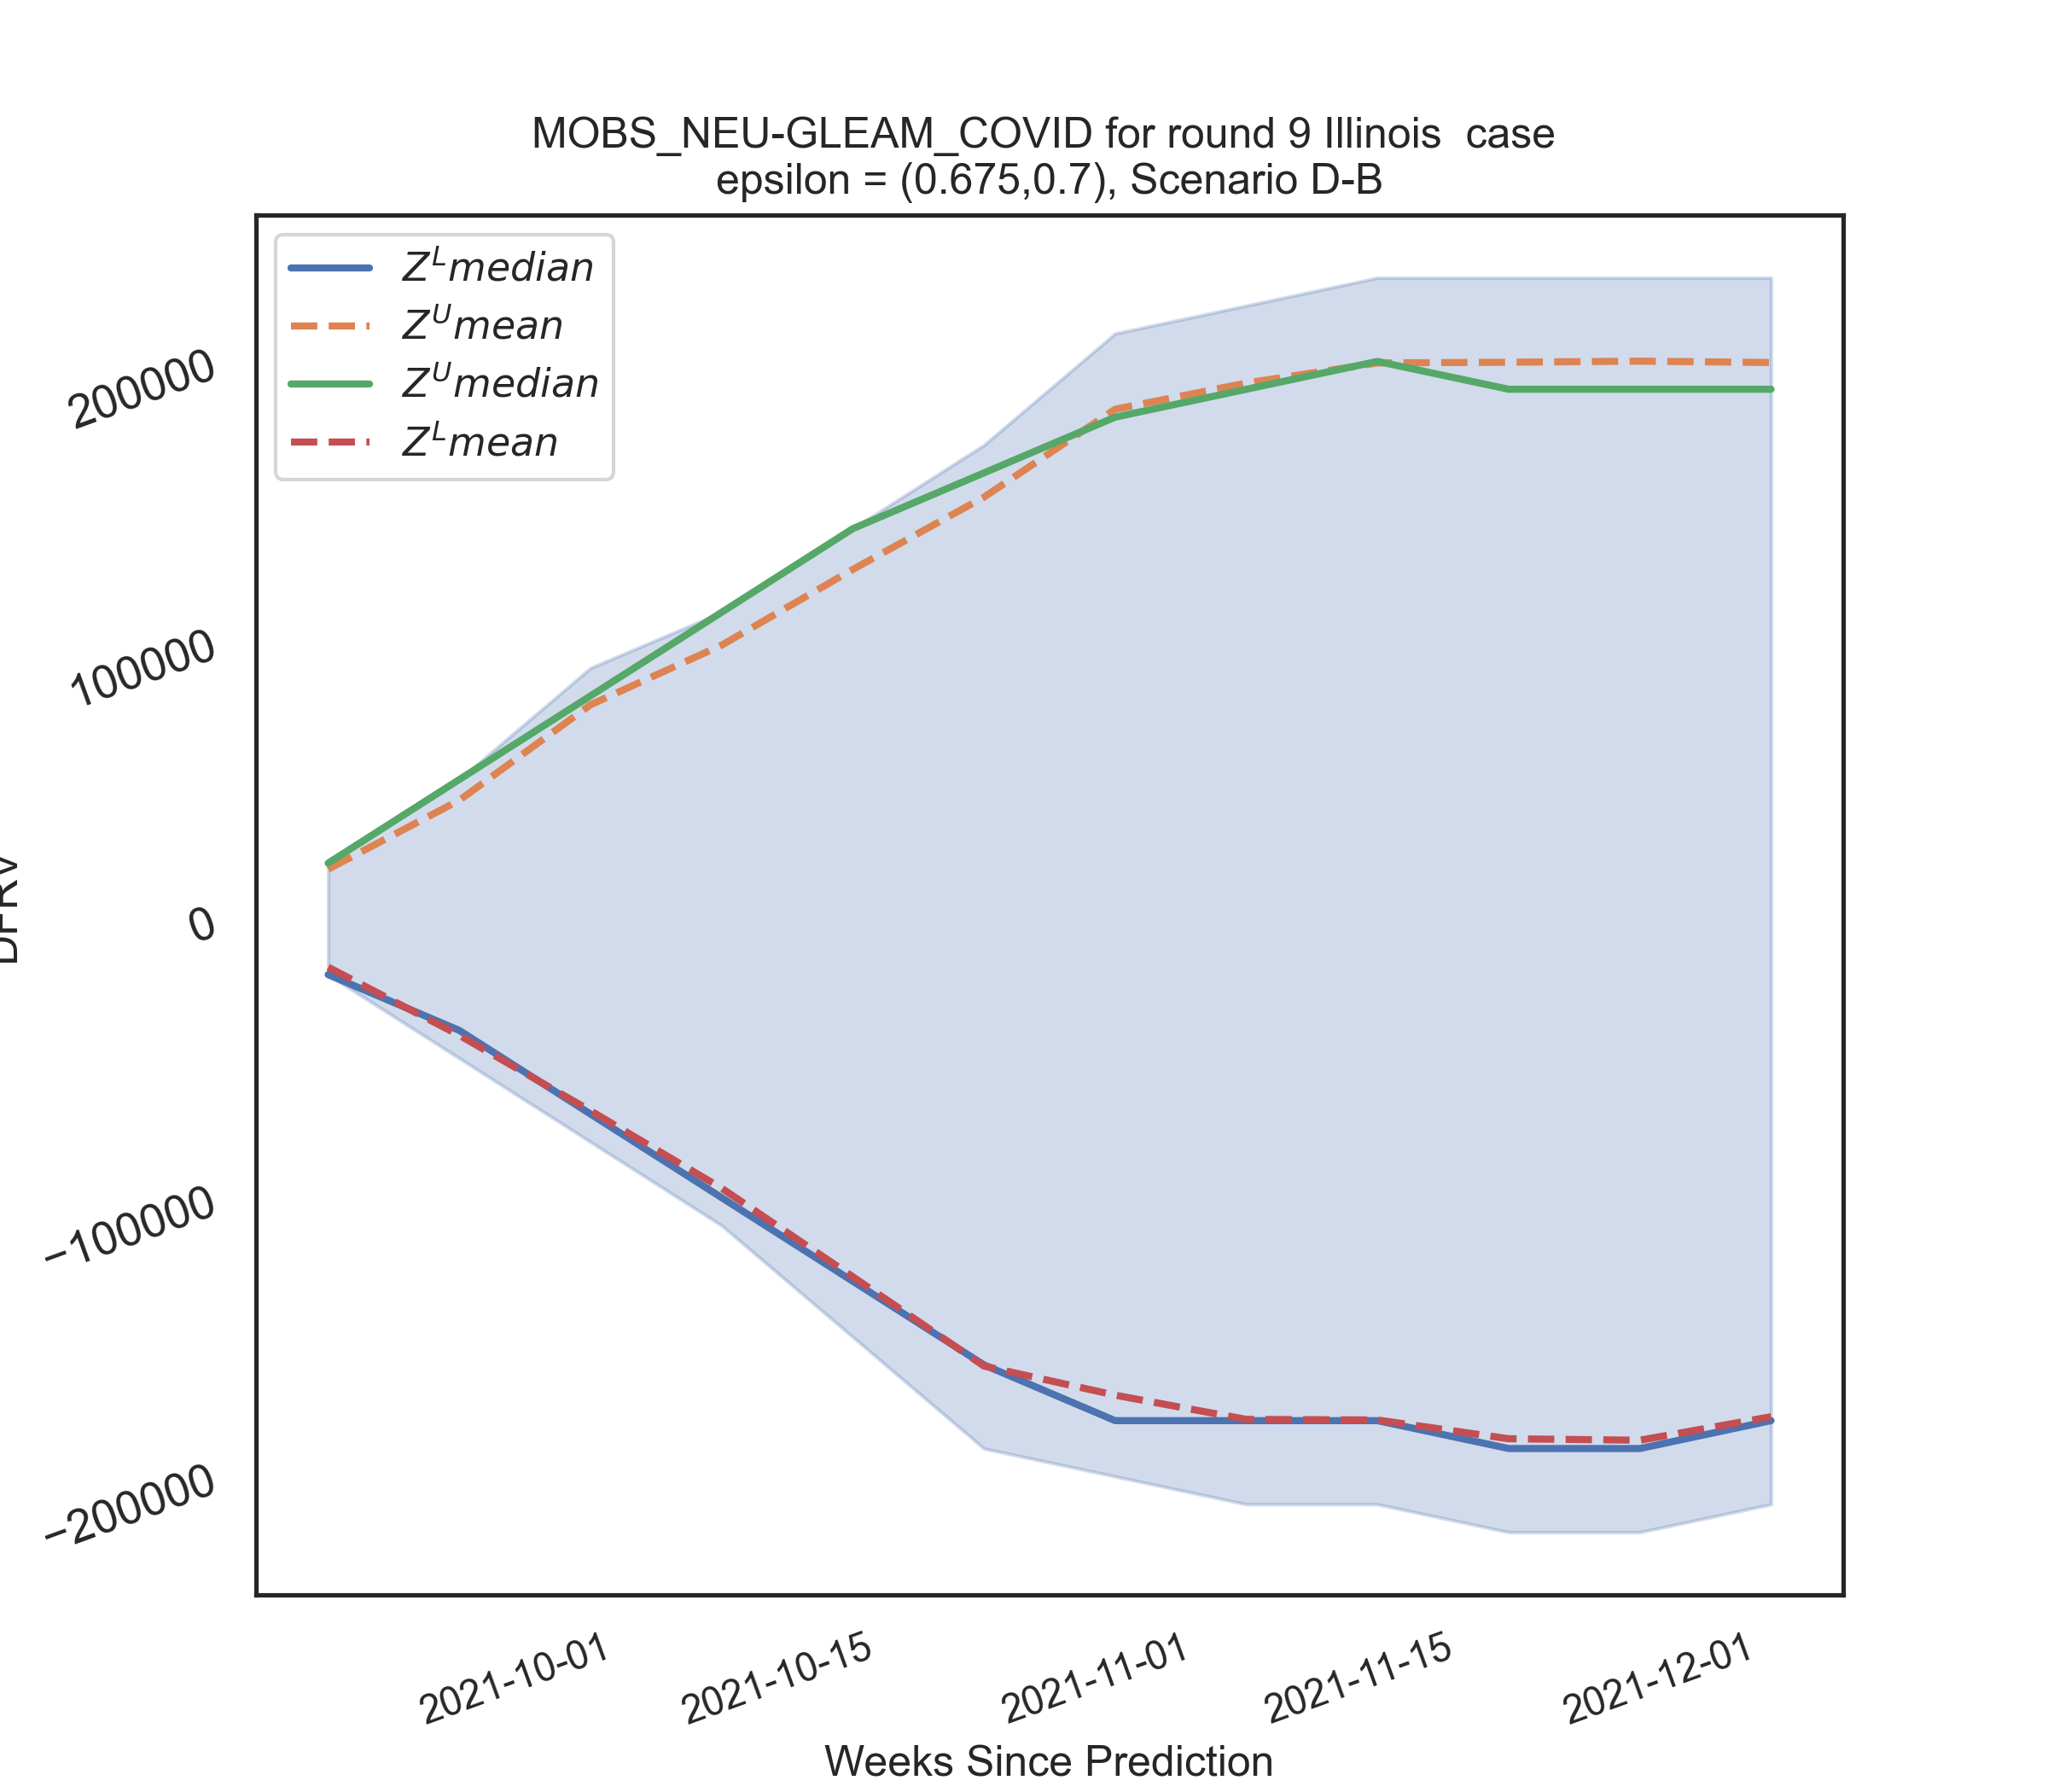 MOBS_NEU-GLEAM_COVID for round 9 Illinois  case
epsilon = (0.675,0.7), Scenario D-B
Z^L median
Z^U mean
Z^U median
Z^L mean
200000
100000
0
−100000
−200000
2021-10-01
2021-10-15
2021-11-01
2021-11-15
2021-12-01
Weeks Since Prediction